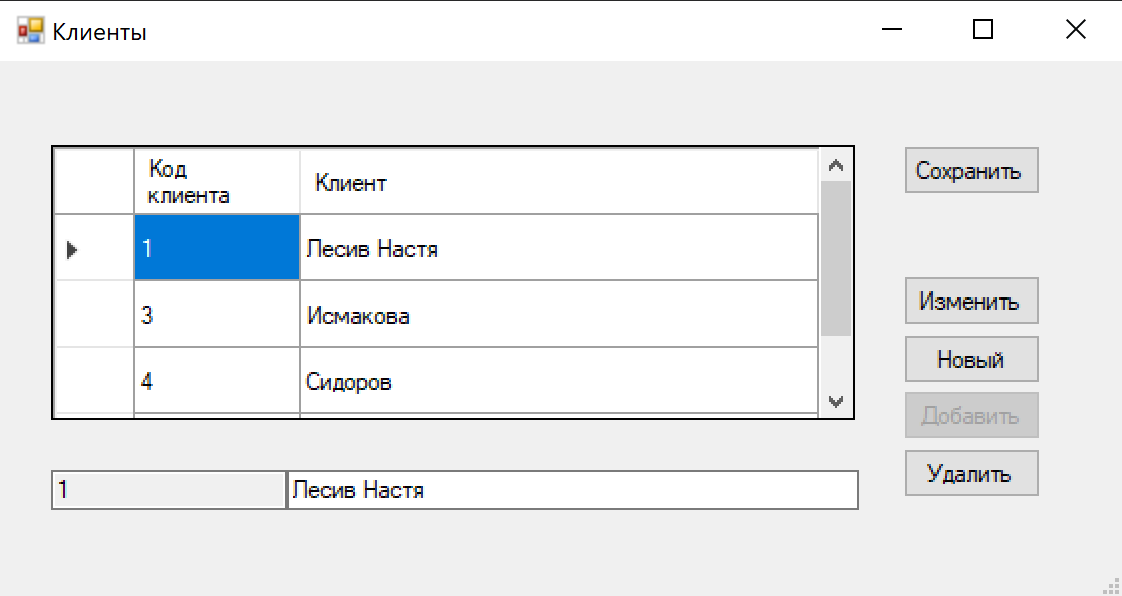 Клиенты
Код
клиента
Клиент
Сохранить
1
Лесив Настя
3
Исмакова
4
Сидоров
Изменить
Новый
Добавить
Удалить
1
Лесив Настя